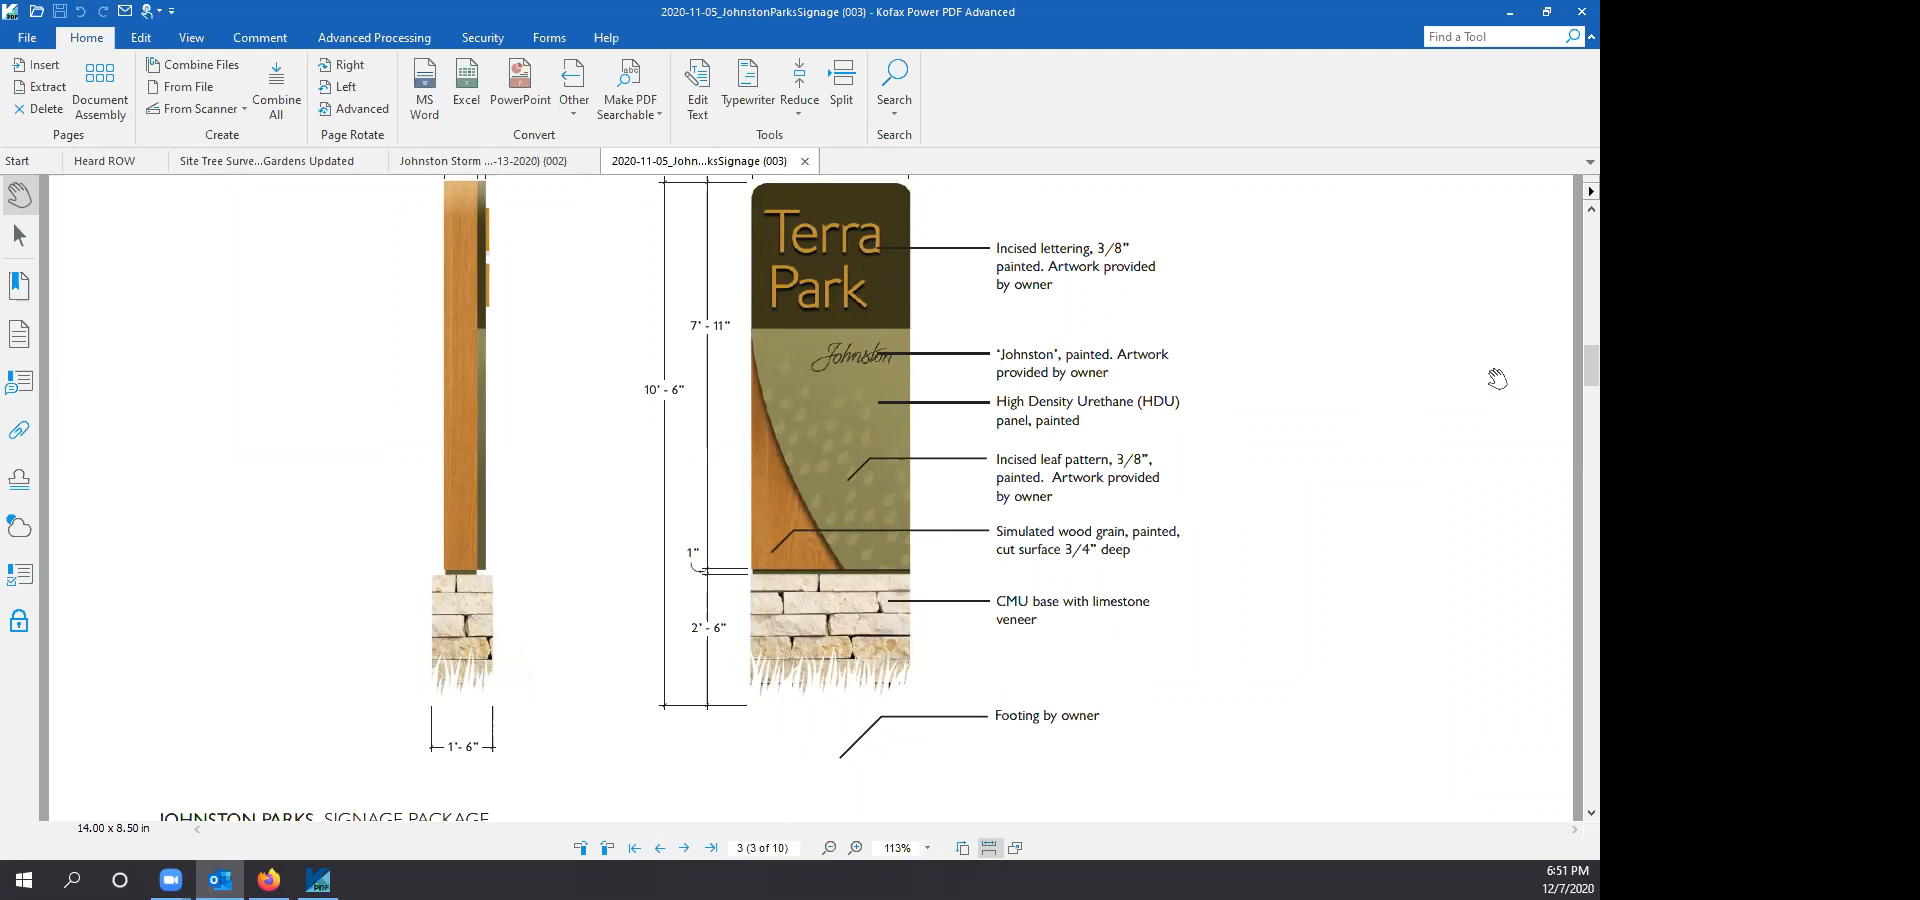 2020-11-05_JohnstonParksSignage (003) - Kofax Power PDF Advanced
File Home Edit View Comment Advanced Processing Security Forms Help
Find a Tool
Insert
Extract
Delete
Document
Assembly
Pages
Combine Files
From File
From Scanner
Combine
All
Create
Right
Left
Advanced
Page Rotate
MS
Word
Excel
PowerPoint
Other
Make PDF
Searchable
Convert
Edit
Text
Typewriter
Reduce
Split
Tools
Search
Search
Start
Heard ROW
Site Tree Surve...Gardens Updated
Johnston Storm ...-13-2020) (002)
2020-11-05_John...ksSignage (003)
Terra
Park
Johnston
7' - 11"
10' - 6"
1"
2' - 6"
1'- 6"
Incised lettering, 3/8”
painted. Artwork provided
by owner
‘Johnston’, painted. Artwork
provided by owner
High Density Urethane (HDU)
panel, painted
Incised leaf pattern, 3/8”,
painted.  Artwork provided
by owner
Simulated wood grain, painted,
cut surface 3/4” deep
CMU base with limestone
veneer
Footing by owner
JOHNSTON PARKS SIGNAGE PACKAGE
14.00 x 8.50 in
3 (3 of 10)
113%
6:51 PM
12/7/2020